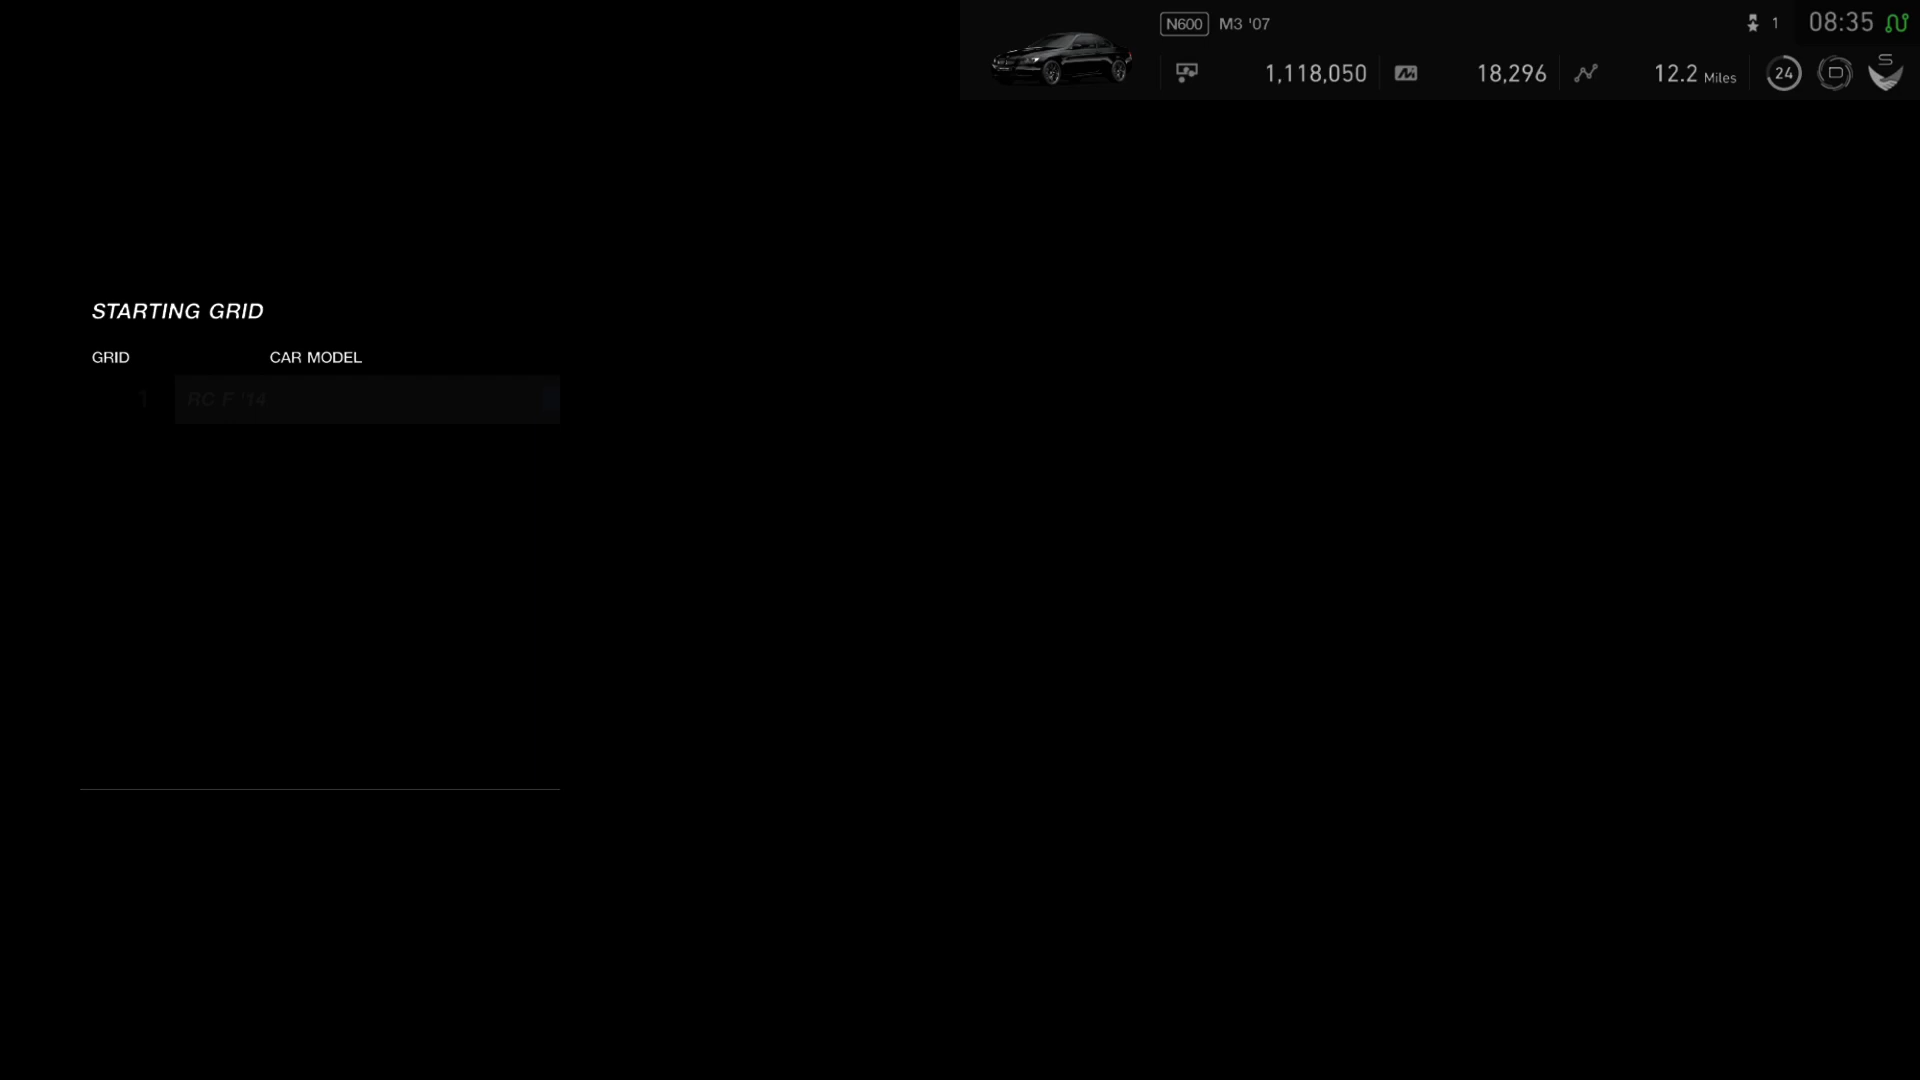 N600 M3 '07
1 08:35
1,118,050 18,296 12.2 Miles 24 D S
STARTING GRID
GRID CAR MODEL
1 RC F '14